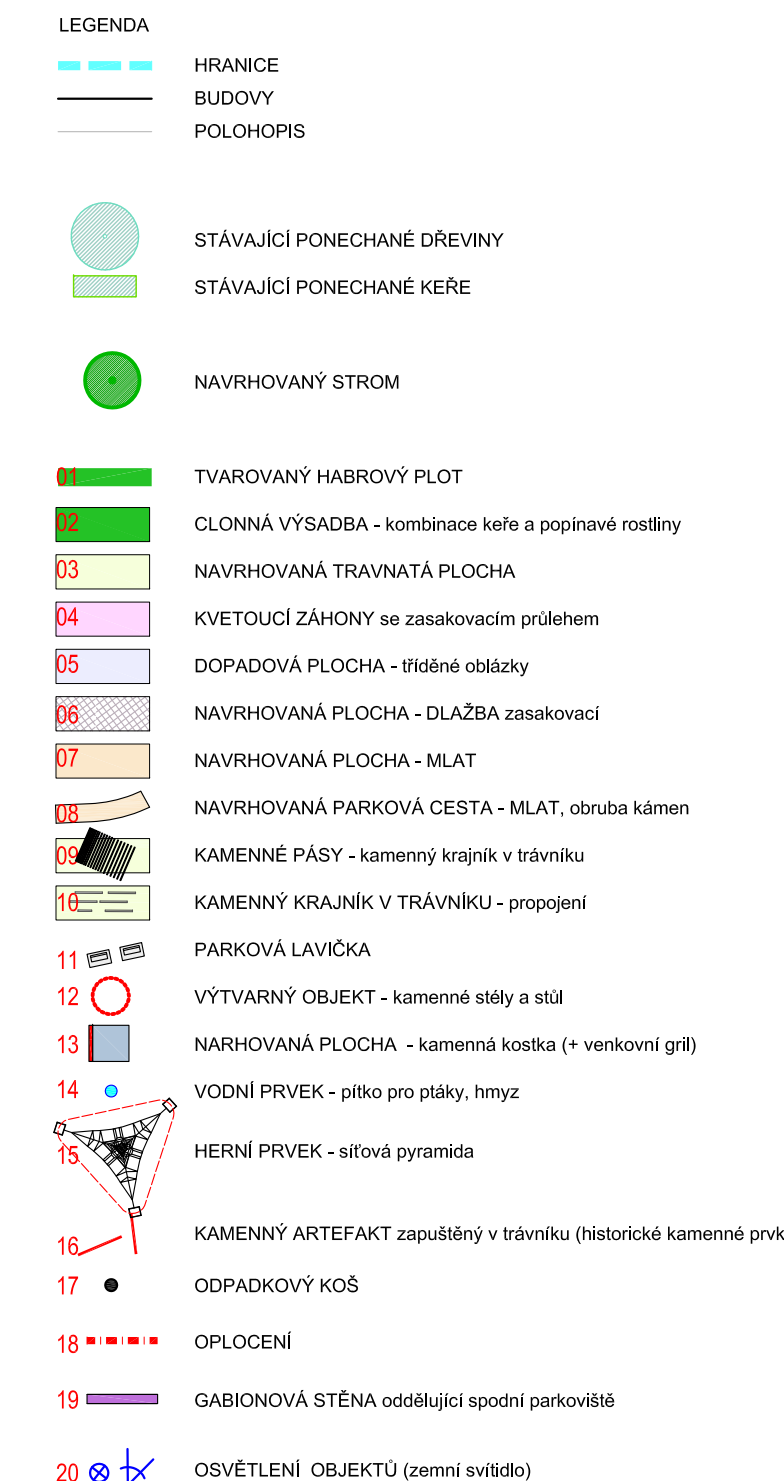 LEGENDA
HRANICE
BUDOVY
POLOHOPIS
STÁVAJÍCÍ PONECHANÉ DŘEVINY
STÁVAJÍCÍ PONECHANÉ KEŘE
NAVRHOVANÝ STROM
01 TVAROVANÝ HABROVÝ PLOT
02 CLONNÁ VÝSADBA - kombinace keře a popínavé rostliny
03 NAVRHOVANÁ TRAVNATÁ PLOCHA
04 KVETOUCÍ ZÁHONY se zasakovacím průlehem
05 DOPADOVÁ PLOCHA - tříděné oblázky
06 NAVRHOVANÁ PLOCHA - DLAŽBA zasakovací
07 NAVRHOVANÁ PLOCHA - MLAT
08 NAVRHOVANÁ PARKOVÁ CESTA - MLAT, obruba kámen
09 KAMENNÉ PÁSY - kamenný krajník v trávníku
10 KAMENNÝ KRAJNÍK V TRÁVNÍKU - propojení
11 PARKOVÁ LAVIČKA
12 VÝTVARNÝ OBJEKT - kamenné stély a stůl
13 NARHOVANÁ PLOCHA - kamenná kostka (+ venkovní gril)
14 VODNÍ PRVEK - pítko pro ptáky, hmyz
15 HERNÍ PRVEK - síťová pyramida
16 KAMENNÝ ARTEFAKT zapuštěný v trávníku (historické kamenné prvk
17 ODPADKOVÝ KOŠ
18 OPLOCENÍ
19 GABIONOVÁ STĚNA oddělující spodní parkoviště
20 OSVĚTLENÍ OBJEKTŮ (zemní svítidlo)